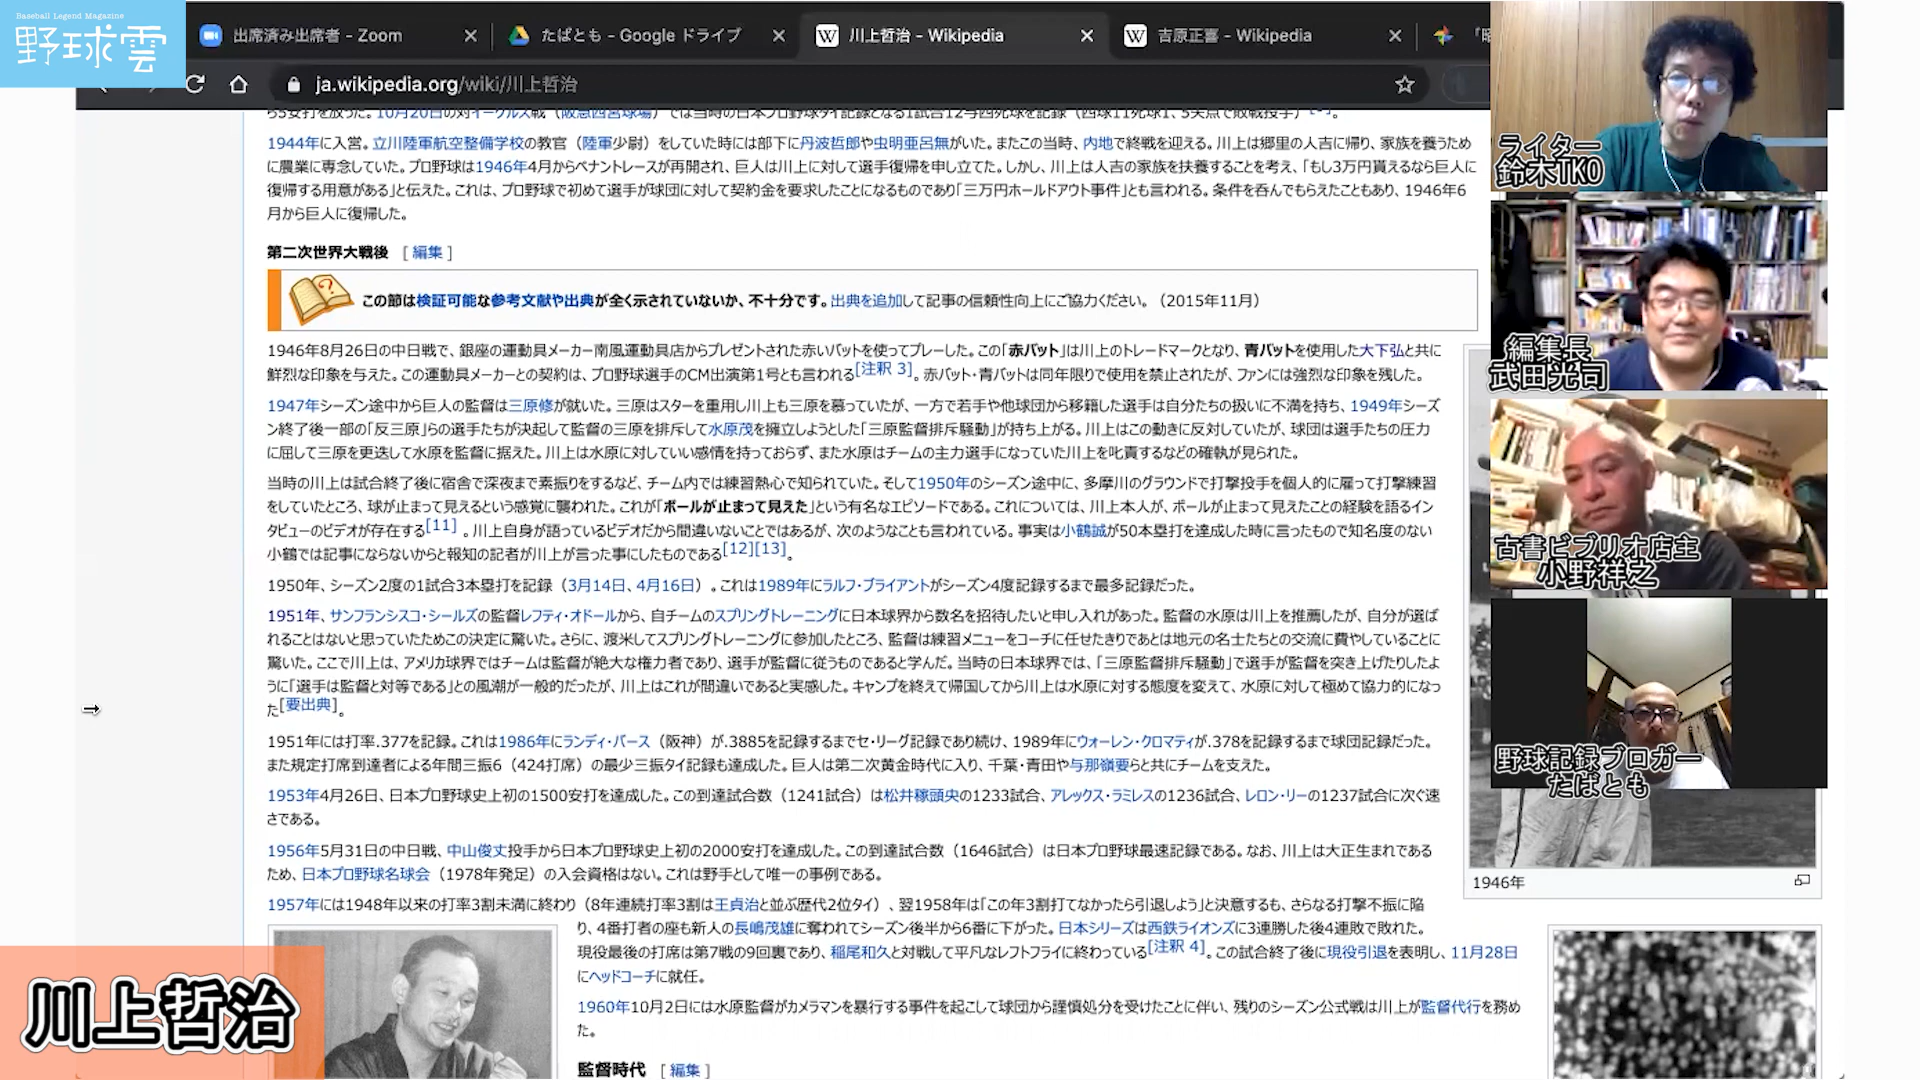 Baseball Legend Magazine
野球雲
出席済み出席者 - Zoom
たばとも - Google ドライブ
川上哲治 - Wikipedia
吉原正喜 - Wikipedia
ja.wikipedia.org/wiki/川上哲治
1944年に入営。立川陸軍航空整備学校の教官（陸軍少尉）をしていた時には部下に丹波哲郎や虫明亜呂無がいた。またこの当時、内地で終戦を迎える。川上は郷里の人吉に帰り、家族を養うため
に農業に専念していた。プロ野球は1946年4月からペナントレースが再開され、巨人は川上に対して選手復帰を申し立てた。しかし、川上は人吉の家族を扶養することを考え、「もし3万円貰えるなら巨人に
復帰する用意がある」と伝えた。これは、プロ野球で初めて選手が球団に対して契約金を要求したことになるものであり「三万円ホールドアウト事件」とも言われる。条件を呑んでもらえたこともあり、1946年6
月から巨人に復帰した。
第二次世界大戦後 [ 編集 ]
この節は検証可能な参考文献や出典が全く示されていないか、不十分です。出典を追加して記事の信頼性向上にご協力ください。（2015年11月）
1946年8月26日の中日戦で、銀座の運動具メーカー南風運動具店からプレゼントされた赤いバットを使ってプレーした。この「赤バット」は川上のトレードマークとなり、青バットを使用した大下弘と共に
鮮烈な印象を与えた。この運動具メーカーとの契約は、プロ野球選手のCM出演第1号とも言われる[注釈 3]。赤バット・青バットは同年限りで使用を禁止されたが、ファンには強烈な印象を残した。
1947年シーズン途中から巨人の監督は三原修が就いた。三原はスターを重用し川上も三原を慕っていたが、一方で若手や他球団から移籍した選手は自分たちの扱いに不満を持ち、1949年シーズ
ン終了後一部の「反三原」らの選手たちが決起して監督の三原を排斥して水原茂を擁立しようとした「三原監督排斥騒動」が持ち上がる。川上はこの動きに反対していたが、球団は選手たちの圧力
に屈して三原を更迭して水原を監督に据えた。川上は水原に対していい感情を持っておらず、また水原はチームの主力選手になっていた川上を叱責するなどの確執が見られた。
当時の川上は試合終了後に宿舎で深夜まで素振りをするなど、チーム内では練習熱心で知られていた。そして1950年のシーズン途中に、多摩川のグラウンドで打撃投手を個人的に雇って打撃練習
をしていたところ、球が止まって見えるという感覚に襲われた。これが「ボールが止まって見えた」という有名なエピソードである。これについては、川上本人が、ボールが止まって見えたことの経験を語るイン
タビューのビデオが存在する[11]。川上自身が語っているビデオだから間違いないことではあるが、次のようなことも言われている。事実は小鶴誠が50本塁打を達成した時に言ったもので知名度のない
小鶴では記事にならないからと報知の記者が川上が言った事にしたものである[12][13]。
1950年、シーズン2度の1試合3本塁打を記録（3月14日、4月16日）。これは1989年にラルフ・ブライアントがシーズン4度記録するまで最多記録だった。
1951年、サンフランシスコ・シールズの監督レフティ・オドールから、自チームのスプリングトレーニングに日本球界から数名を招待したいと申し入れがあった。監督の水原は川上を推薦したが、自分が選ば
れることはないと思っていたためこの決定に驚いた。さらに、渡米してスプリングトレーニングに参加したところ、監督は練習メニューをコーチに任せたきりであとは地元の名士たちとの交流に費やしていることに
驚いた。ここで川上は、アメリカ球界ではチームは監督が絶大な権力者であり、選手が監督に従うものであると学んだ。当時の日本球界では、「三原監督排斥騒動」で選手が監督を突き上げたりしたよ
うに「選手は監督と対等である」との風潮が一般的だったが、川上はこれが間違いであると実感した。キャンプを終えて帰国してから川上は水原に対する態度を変えて、水原に対して極めて協力的になっ
た[要出典]。
1951年には打率.377を記録。これは1986年にランディ・バース（阪神）が.3885を記録するまでセ・リーグ記録であり続け、1989年にウォーレン・クロマティが.378を記録するまで球団記録だった。
また規定打席到達者による年間三振6（424打席）の最少三振タイ記録も達成した。巨人は第二次黄金時代に入り、千葉・青田や与那嶺要らと共にチームを支えた。
1953年4月26日、日本プロ野球史上初の1500安打を達成した。この到達試合数（1241試合）は松井稼頭央の1233試合、アレックス・ラミレスの1236試合、レロン・リーの1237試合に次ぐ速
さである。
1956年5月31日の中日戦、中山俊丈投手から日本プロ野球史上初の2000安打を達成した。この到達試合数（1646試合）は日本プロ野球最速記録である。なお、川上は大正生まれである
ため、日本プロ野球名球会（1978年発足）の入会資格はない。これは野手として唯一の事例である。
1957年には1948年以来の打率3割未満に終わり（8年連続打率3割は王貞治と並ぶ歴代2位タイ）、翌1958年は「この年3割打てなかったら引退しよう」と決意するも、さらなる打撃不振に陥
り、4番打者の座も新人の長嶋茂雄に奪われてシーズン後半から6番に下がった。日本シリーズは西鉄ライオンズに3連勝した後4連敗で敗れた。
現役最後の打席は第7戦の9回裏であり、稲尾和久と対戦して平凡なレフトフライに終わっている[注釈 4]。この試合終了後に現役引退を表明し、11月28日
にヘッドコーチに就任。
1960年10月2日には水原監督がカメラマンを暴行する事件を起こして球団から謹慎処分を受けたことに伴い、残りのシーズン公式戦は川上が監督代行を務め
た。
監督時代 [ 編集 ]
1946年
川上哲治
ライター
鈴木TKO
編集長
武田光司
古書ビブリオ店主
小野祥之
野球記録ブロガー
たばとも